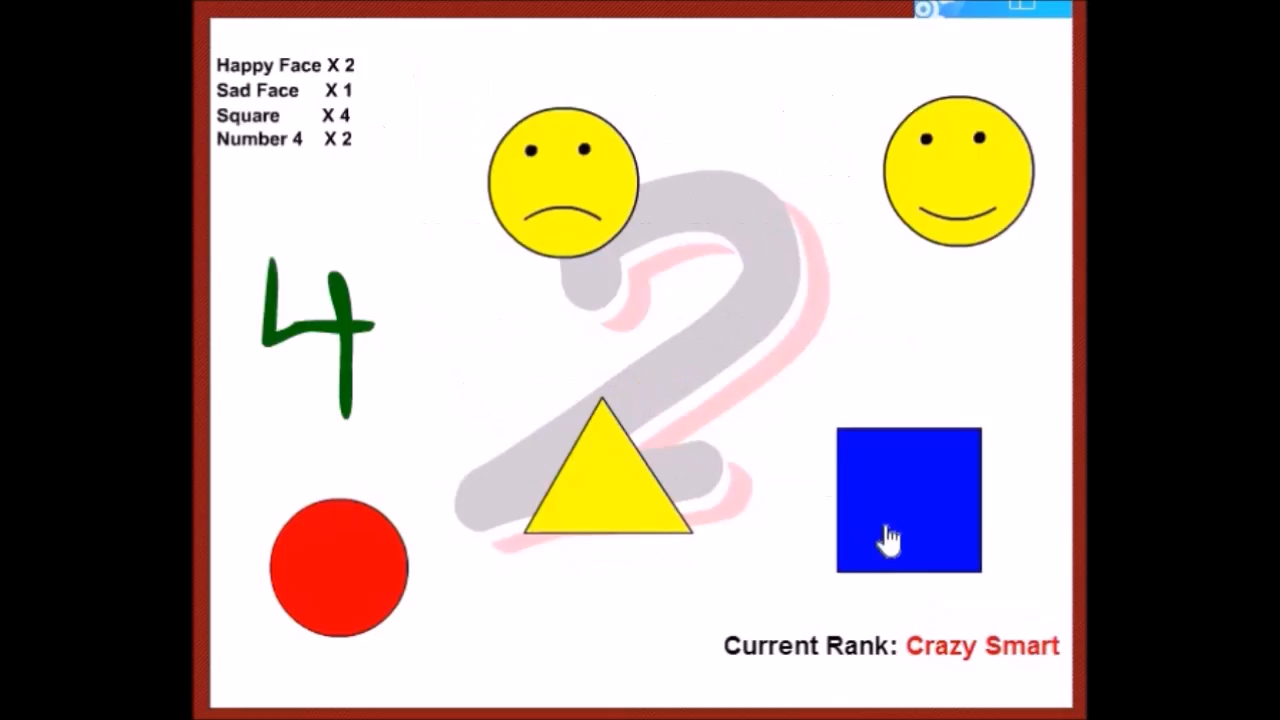 Happy Face X 2
Sad Face X 1
Square X 4
Number 4 X 2
2
4
Current Rank: Crazy Smart